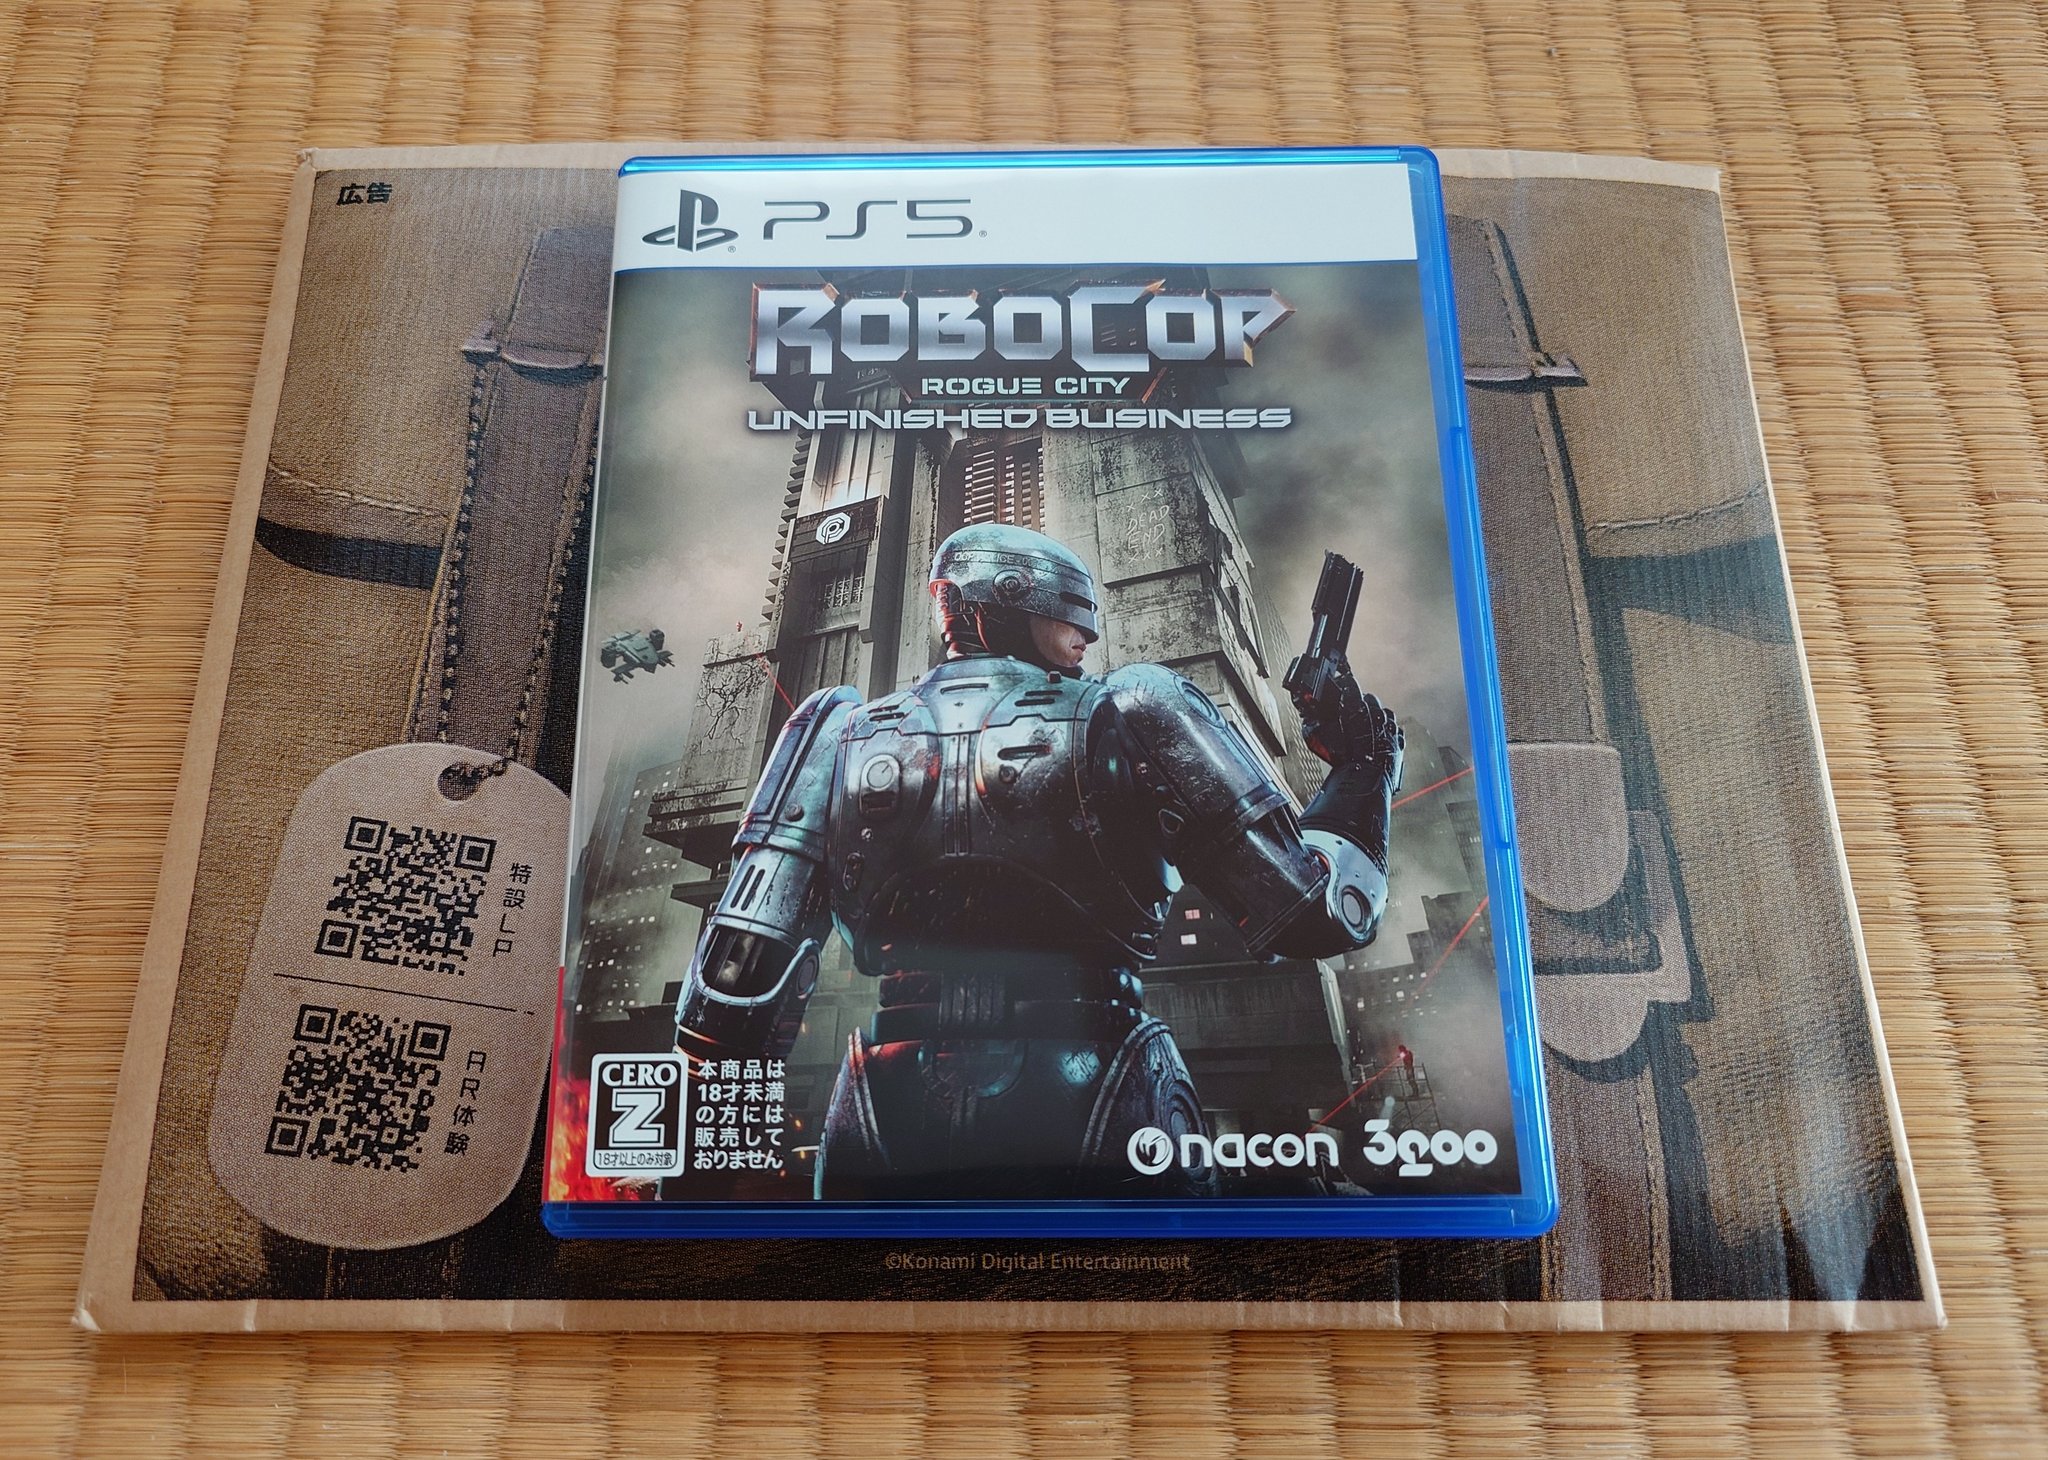 広告
PS5
ROBOCOP
ROGUE CITY
UNFINISHED BUSINESS
XX
X
DEAD
END
XXX
特設LP
AR体験
CERO
Z
18才以上のみ対象
本商品は
18才未満
の方には
販売して
おりません
nacon
3goo
©Konami Digital Entertainment